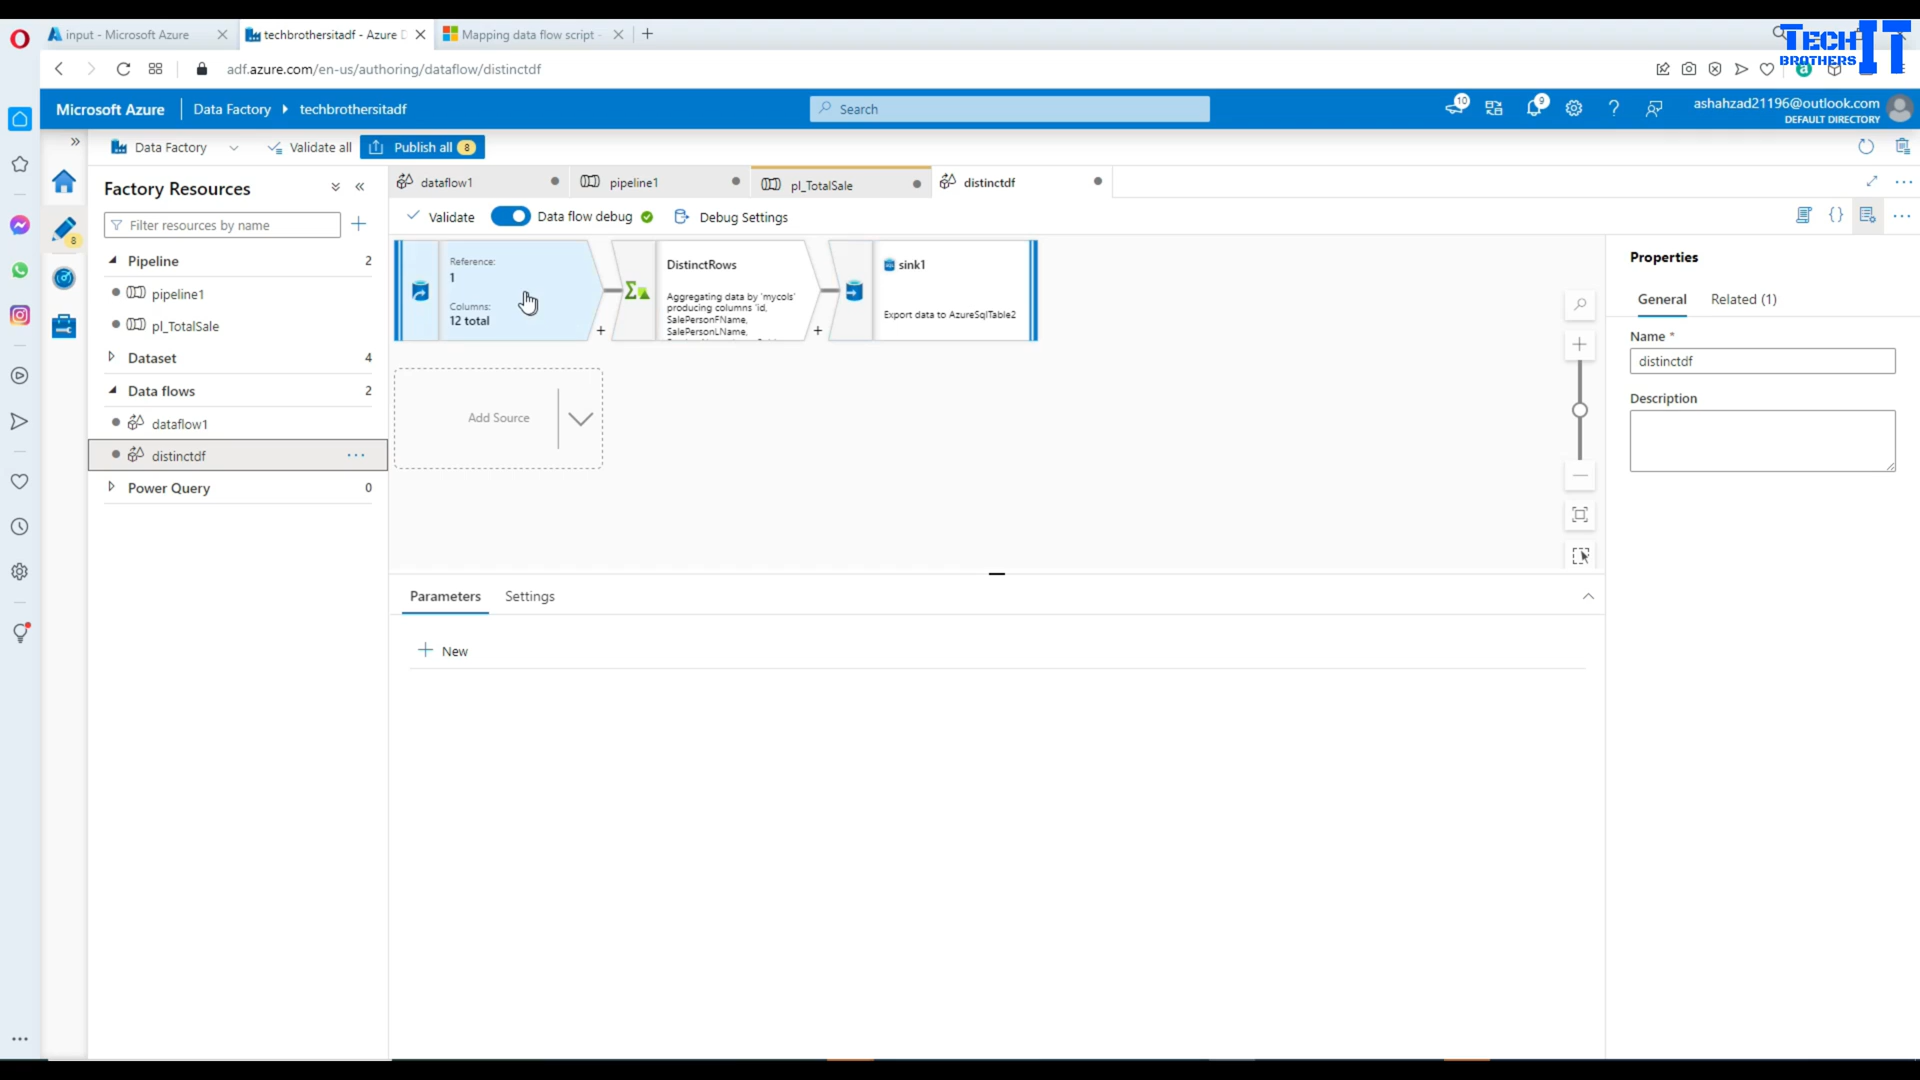 input - Microsoft Azure
techbrothersitadf - Azure D
Mapping data flow script -
TECH IT
BROTHERS
adf.azure.com/en-us/authoring/dataflow/distinctdf
Microsoft Azure
Data Factory
techbrothersitadf
Search
10
9
ashahzad21196@outlook.com
DEFAULT DIRECTORY
Data Factory
Validate all
Publish all 8
Factory Resources
Filter resources by name
8
Pipeline 2
pipeline1
pl_TotalSale
Dataset 4
Data flows 2
dataflow1
distinctdf
Power Query 0
dataflow1
pipeline1
pl_TotalSale
distinctdf
Validate
Data flow debug
Debug Settings
Reference:
1
Columns:
12 total
DistinctRows
Aggregating data by 'mycols'
producing columns 'id,
SalePersonFName,
SalePersonLName,
sink1
Export data to AzureSqlTable2
Add Source
Parameters
Settings
New
Properties
General
Related (1)
Name *
distinctdf
Description